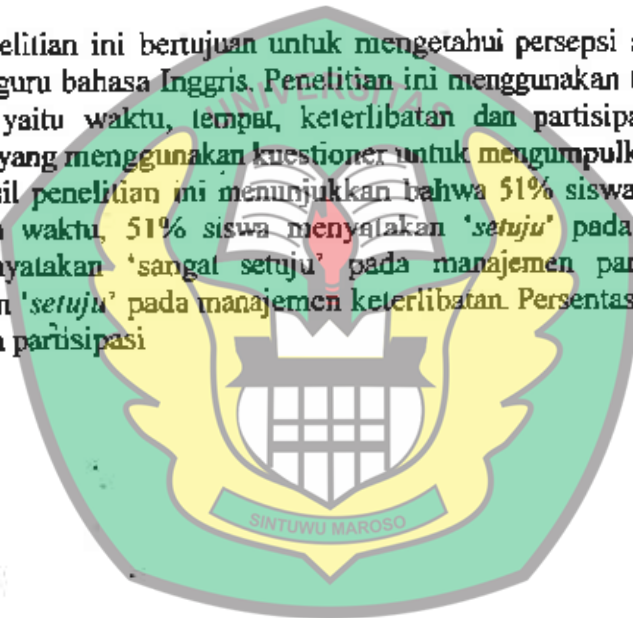 elitian ini bertujuan untuk mengetahui persepsi
guru bahasa Inggris. Penelitian ini menggunakan
yaitu waktu, tempat, keterlibatan dan partisipa
yang menggunakan kuestioner untuk mengumpulk
sil penelitian ini menunjukkan bahwa 51% siswa
waktu, 51% siswa menyatakan 'setuju' pada
nyatakan 'sangat setuju' pada manajemen par
n 'setuju' pada manajemen keterlibatan. Persentas
partisipasi
UNIVERSITAS
SINTUWU MAROSO